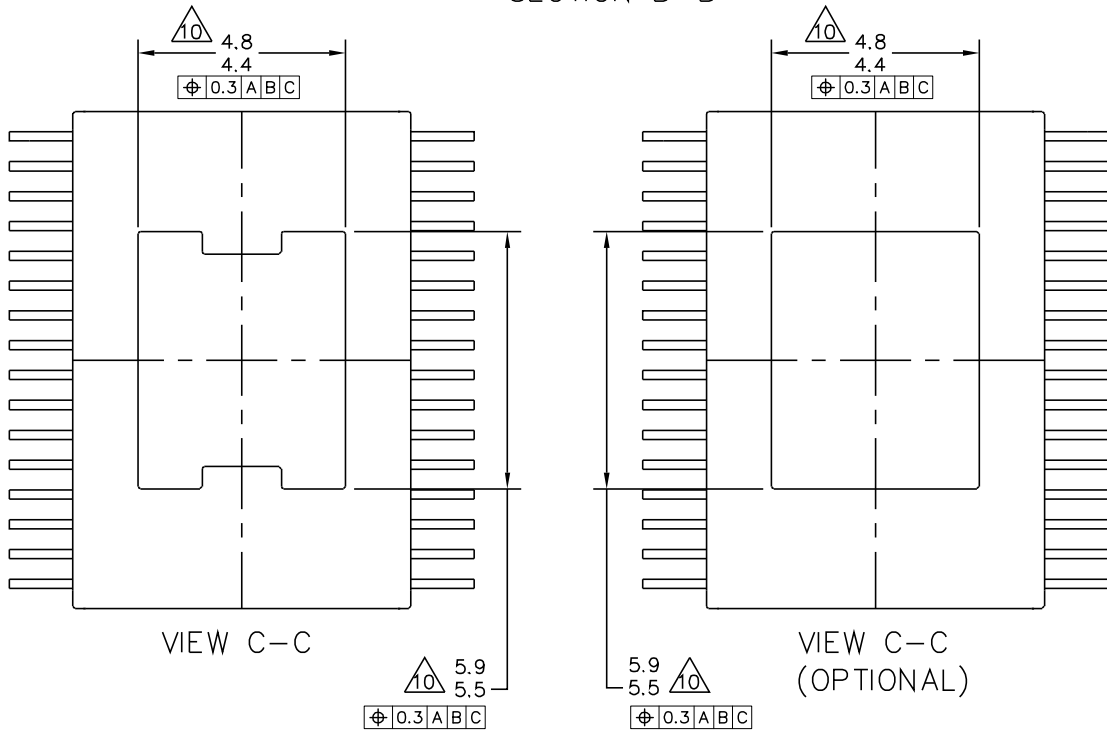 SECTION B-B
10 4.8
4.4
⌖ 0.3 A B C
10 4.8
4.4
⌖ 0.3 A B C
VIEW C-C
10 5.9
5.5
⌖ 0.3 A B C
5.9
5.5 10
⌖ 0.3 A B C
VIEW C-C
(OPTIONAL)